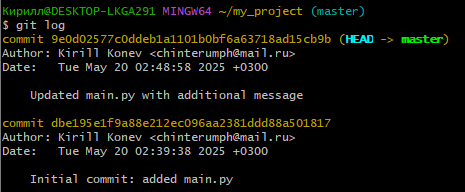 Кирилл@DESKTOP-LKGA291 MINGW64 ~/my_project (master)
$ git log
commit 9e0d02577c0ddeb1a1101b0bf6a63718ad15cb9b (HEAD -> master)
Author: Kirill Konev <chinterumph@mail.ru>
Date:   Tue May 20 02:48:58 2025 +0300
    Updated main.py with additional message
commit dbe195e1f9a88e212ec096aa2381ddd88a501817
Author: Kirill Konev <chinterumph@mail.ru>
Date:   Tue May 20 02:39:38 2025 +0300
    Initial commit: added main.py